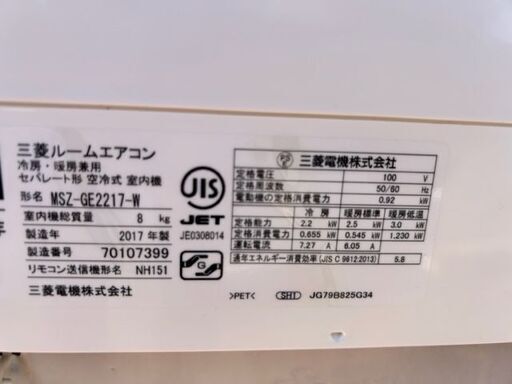 三菱ルームエアコン
冷房・暖房兼用
セパレート形 空冷式 室内機
形名 MSZ-GE2217-W
室内機総質量 8 kg
製造年 2017 年製
製造番号 70107399
リモコン送信機形名 NH151
三菱電機株式会社
JIS
JET
JE0308014
三菱電機株式会社
定格電圧 100 V
定格周波数 50/60 Hz
電動機の定格消費電力 0.92 kW
冷 房 暖房標準 暖房低温
定格能力 2.2 kW 2.5 kW 3.0 kW
定格消費電力 0.655 kW 0.545 kW 1.230 kW
運転電流 7.27 A 6.05 A
通年エネルギー消費効率(JIS C 9612:2013) 5.8
>PET< SHI JG79B825G34